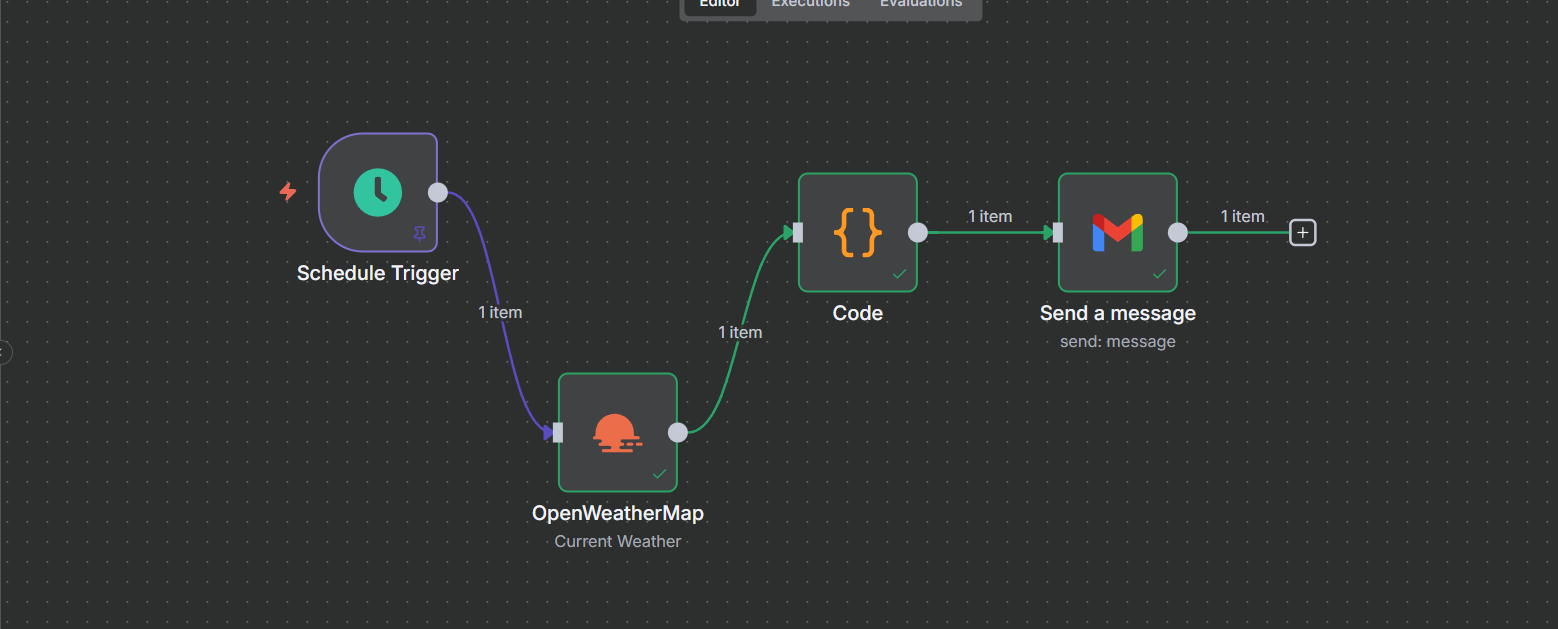 Editor Executions Evaluations
Schedule Trigger
1 item
OpenWeatherMap
Current Weather
1 item
Code
1 item
Send a message
send: message
1 item